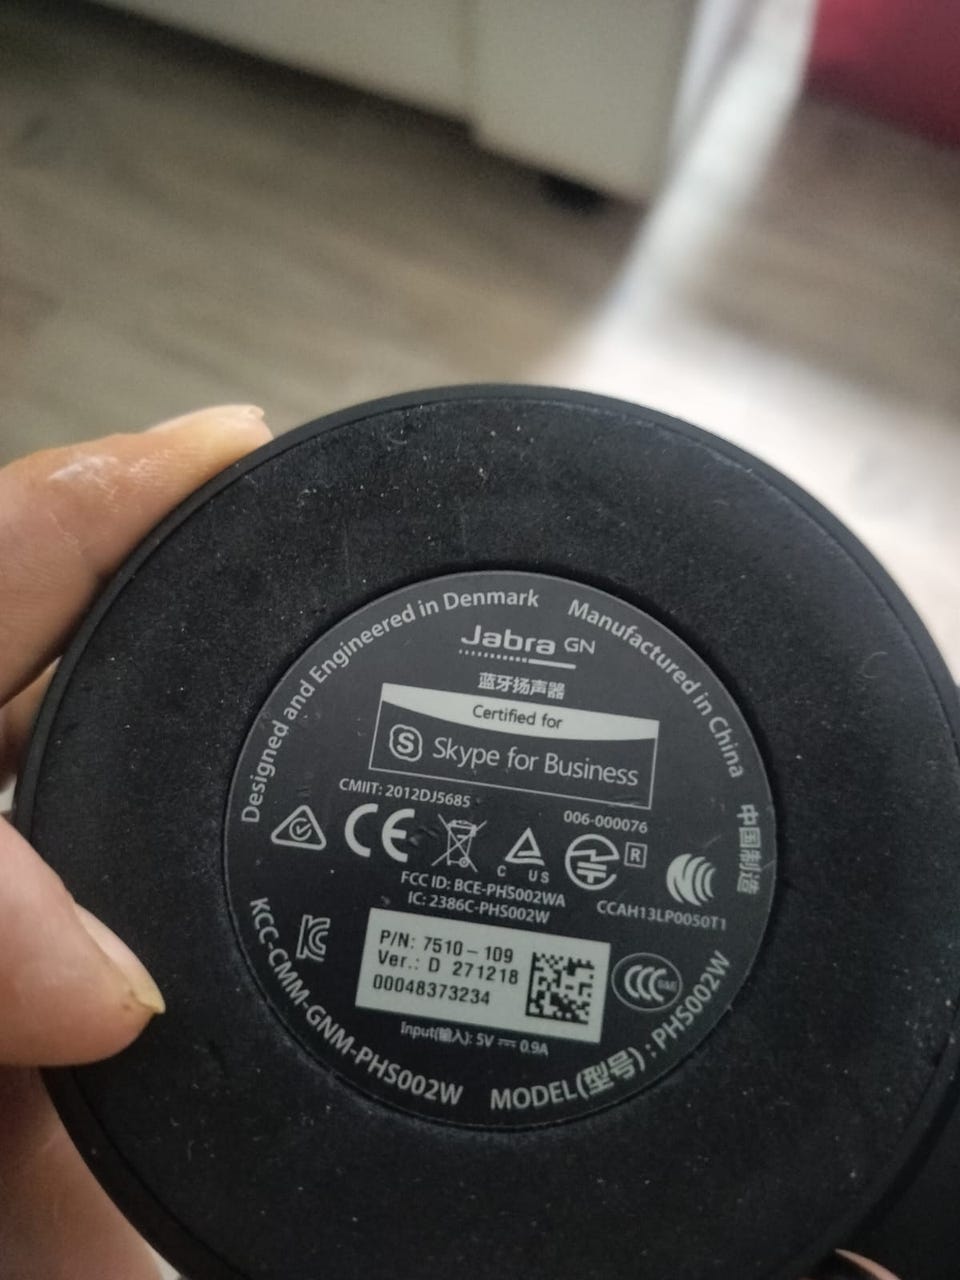 Designed and Engineered in Denmark
Manufactured in China
中国制造
Jabra GN
蓝牙扬声器
Certified for
S Skype for Business
CMIIT: 2012DJ5685
006-000076
CE
C US
R
FCC ID: BCE-PHS002WA
IC: 2386C-PHS002W
CCAH13LP0050T1
P/N: 7510-109
Ver.: D 271218
00048373234
Input(输入): 5V ⎓ 0.9A
KCC-CMM-GNM-PHS002W
MODEL(型号) : PHS002W